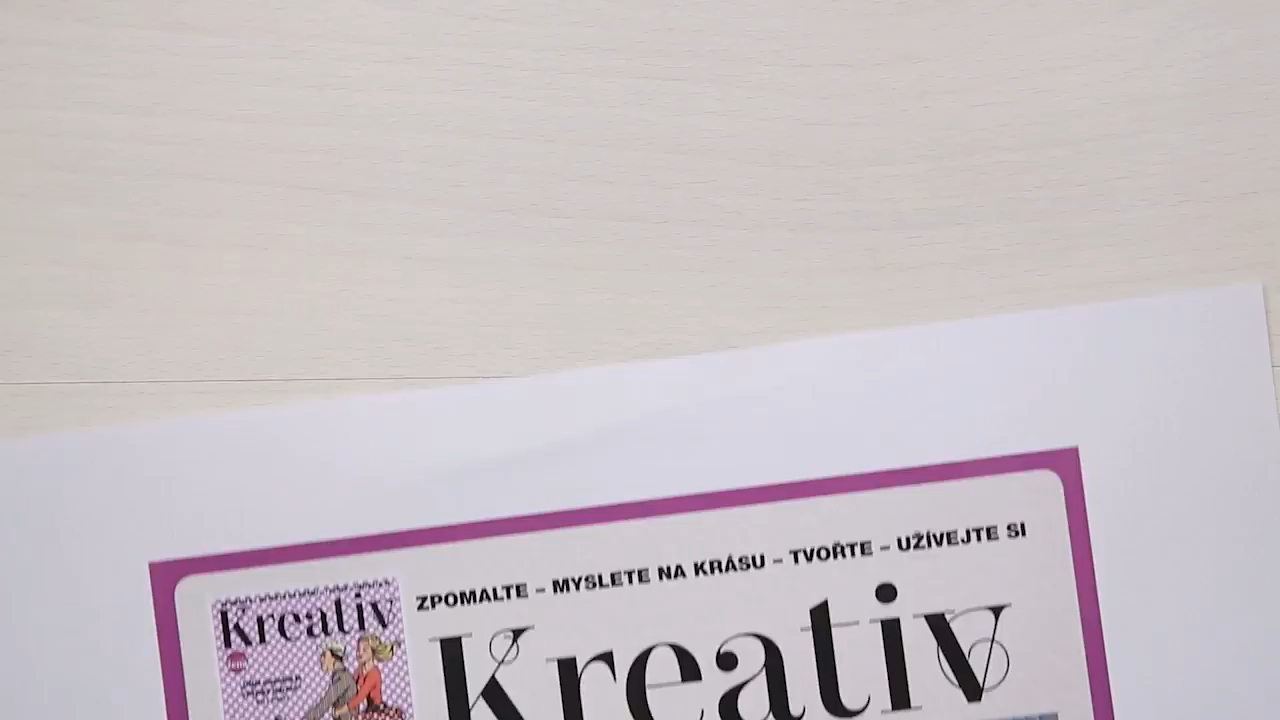 ZPOMALTE – MYSLETE NA KRÁSU – TVOŘTE – UŽÍVEJTE SI
Kreativ
Kreativ